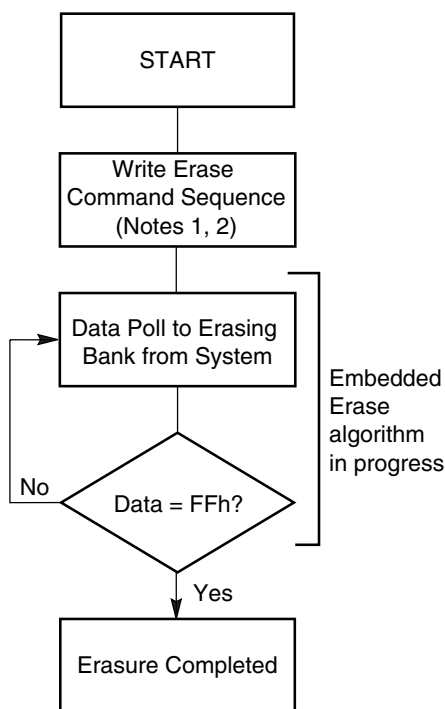 START
Write Erase
Command Sequence
(Notes 1, 2)
Data Poll to Erasing
Bank from System
Embedded
Erase
algorithm
in progress
No
Data = FFh?
Yes
Erasure Completed